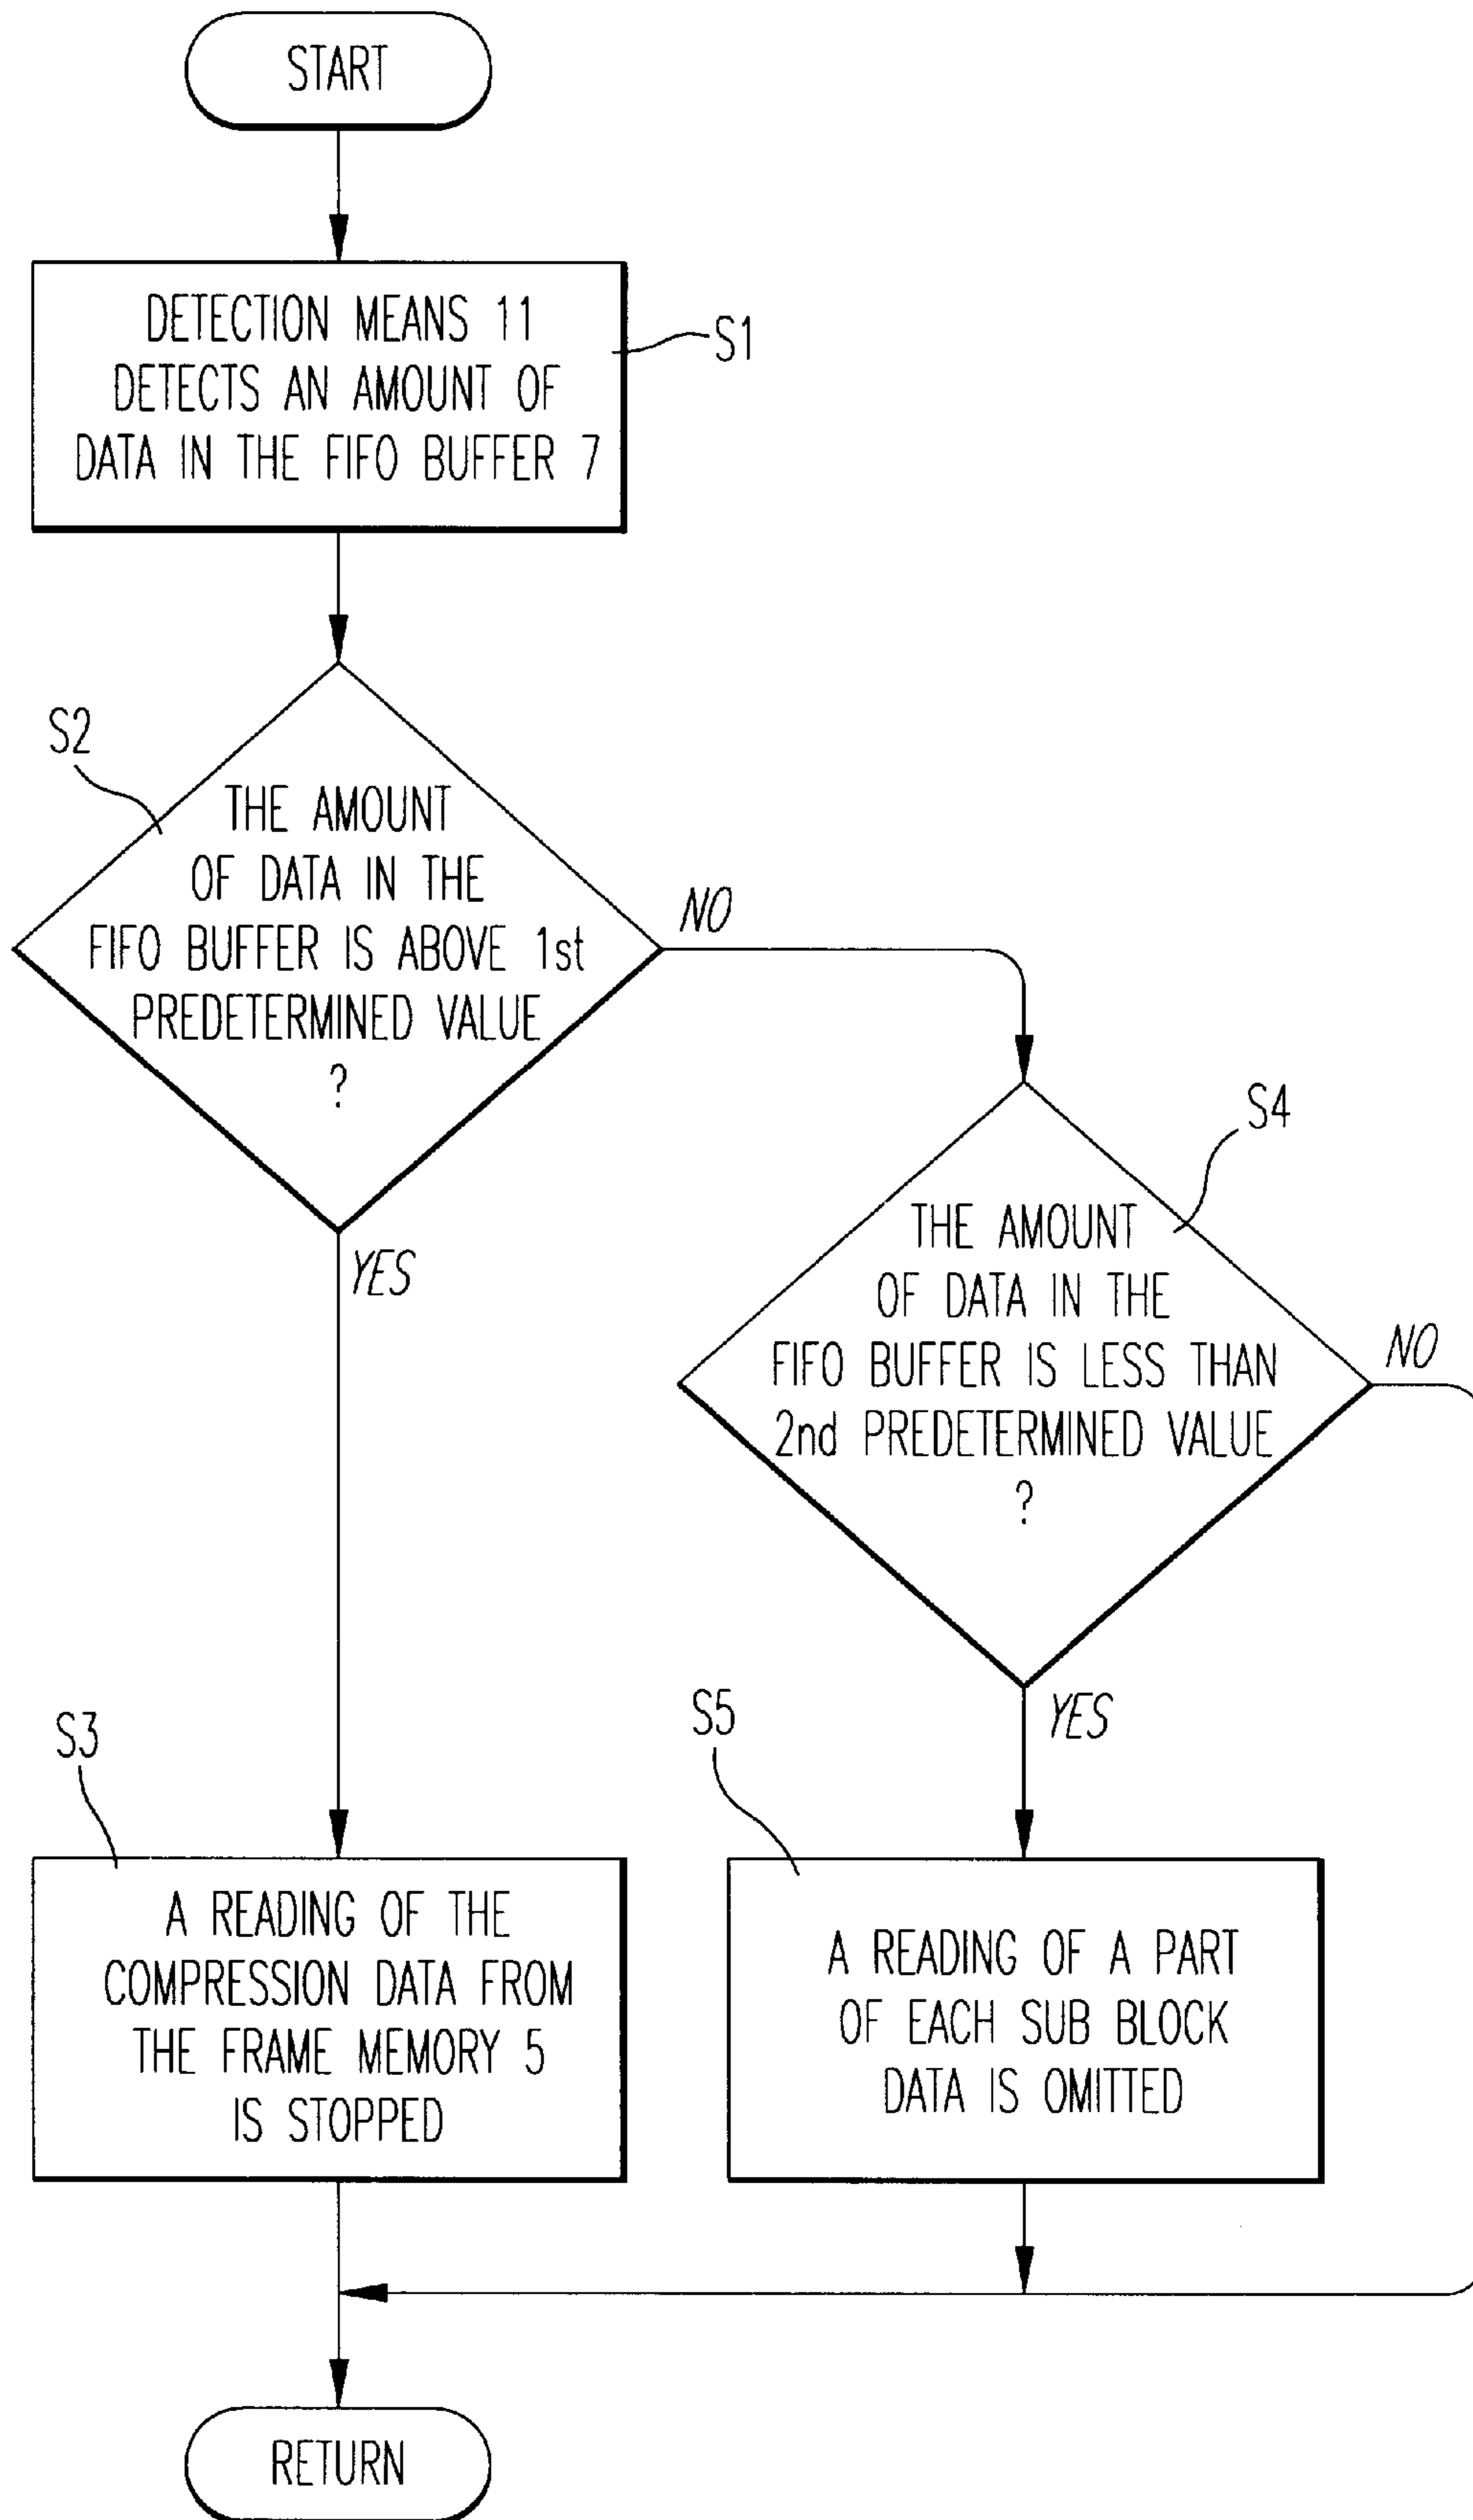 START
DETECTION MEANS 11
DETECTS AN AMOUNT OF
DATA IN THE FIFO BUFFER 7
S1
S2
THE AMOUNT
OF DATA IN THE
FIFO BUFFER IS ABOVE 1st
PREDETERMINED VALUE
?
NO
YES
S4
THE AMOUNT
OF DATA IN THE
FIFO BUFFER IS LESS THAN
2nd PREDETERMINED VALUE
?
NO
YES
S3
A READING OF THE
COMPRESSION DATA FROM
THE FRAME MEMORY 5
IS STOPPED
S5
A READING OF A PART
OF EACH SUB BLOCK
DATA IS OMITTED
RETURN